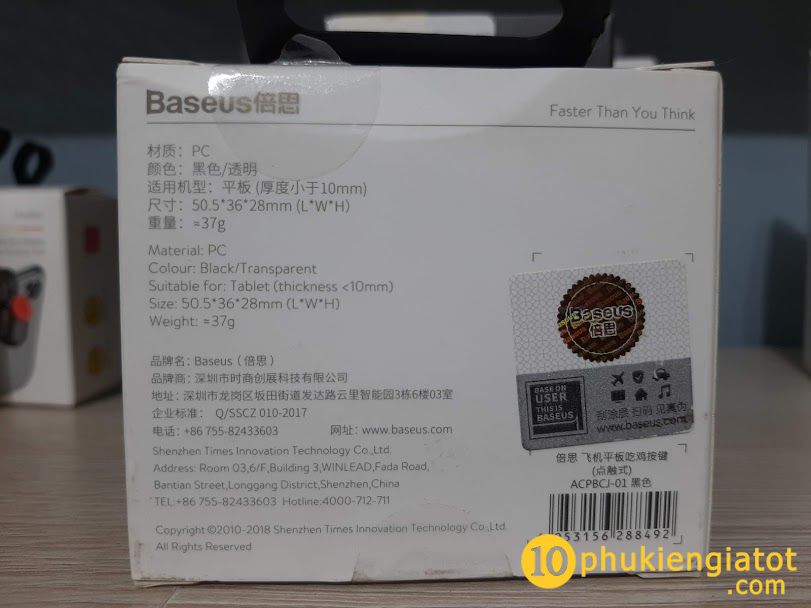 Baseus倍思
Faster Than You Think
材质：PC
颜色：黑色/透明
适用机型：平板 (厚度小于10mm)
尺寸：50.5*36*28mm (L*W*H)
重量：≈37g
Material: PC
Colour: Black/Transparent
Suitable for: Tablet (thickness <10mm)
Size: 50.5*36*28mm (L*W*H)
Weight: ≈37g
品牌名：Baseus（倍思）
品牌商：深圳市时商创展科技有限公司
地址：深圳市龙岗区坂田街道发达路云里智能园3栋6楼03室
企业标准： Q/SSCZ 010-2017
电话：+86 755-82433603 网址：www.baseus.com
Shenzhen Times Innovation Technology Co.,Ltd.
Address: Room 03,6/F,Building 3,WINLEAD,Fada Road,
Bantian Street,Longgang District,Shenzhen,China
TEL:+86 755-82433603 Hotline:4000-712-711
Copyright ©2010-2018 Shenzhen Times Innovation Technology Co.,Ltd.
All Rights Reserved
Baseus
倍思
BASE ON
USER
THIS IS
BASEUS
刮涂层 扫码 见真伪
www.baseus.com
倍思 飞机平板吃鸡按键
(点触式)
ACPBCJ-01 黑色
953156 288492
10phukiengiatot
.com